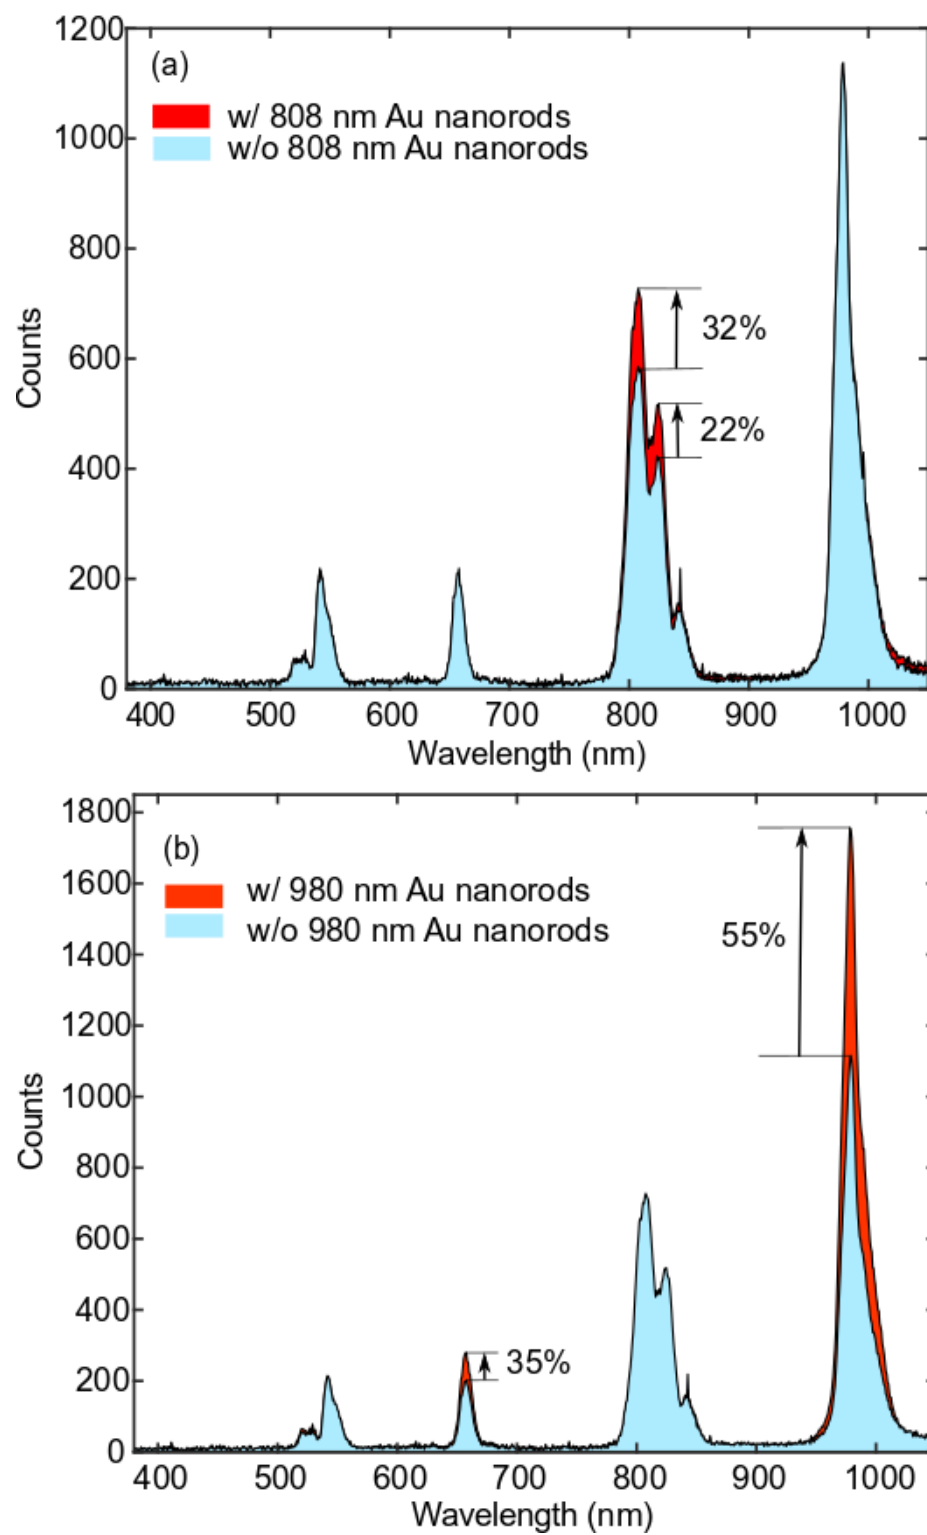 1200
(a)
w/ 808 nm Au nanorods
w/o 808 nm Au nanorods
1000
800
32%
600
22%
400
200
0
Counts
400 500 600 700 800 900 1000
Wavelength (nm)
1800
(b)
1600
w/ 980 nm Au nanorods
w/o 980 nm Au nanorods
55%
1400
1200
1000
800
600
400
35%
200
0
Counts
400 500 600 700 800 900 1000
Wavelength (nm)